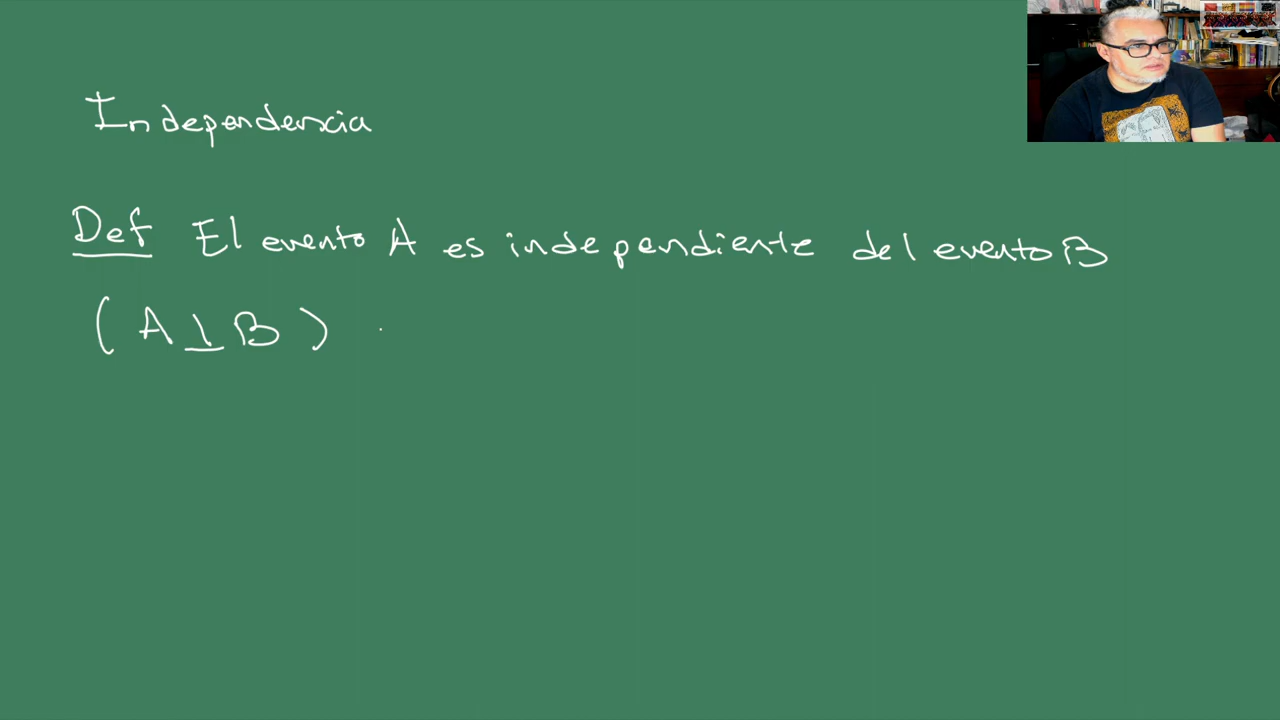 Independencia
Def El evento A es independiente del evento B
( A ⊥ B )